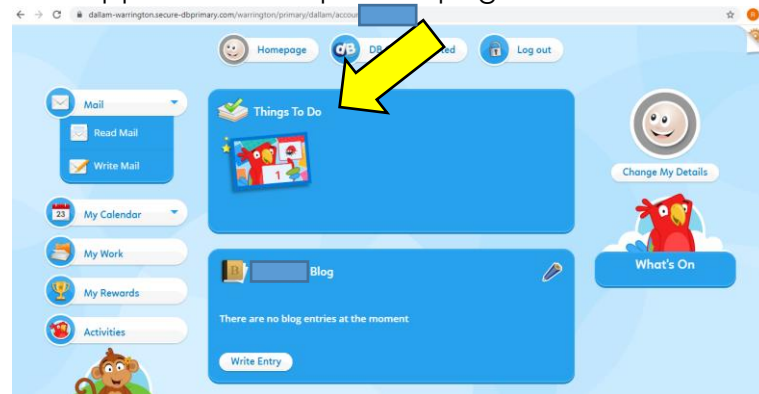 dallam-warrington.secure-dbprimary.com/warrington/primary/dallam/accoun
Homepage
DB
Log out
Mail
Read Mail
Write Mail
23
My Calendar
My Work
My Rewards
Activities
Things To Do
1
B
Blog
There are no blog entries at the moment
Write Entry
Change My Details
What's On